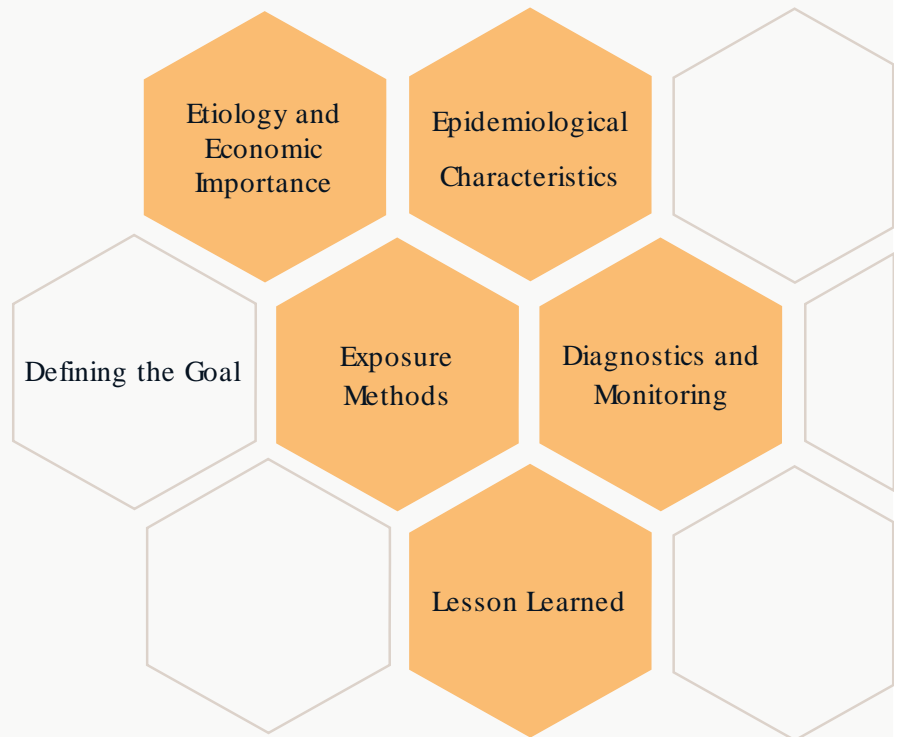 Etiology and
Economic
Importance
Epidemiological
Characteristics
Defining the Goal
Exposure
Methods
Diagnostics and
Monitoring
Lesson Learned